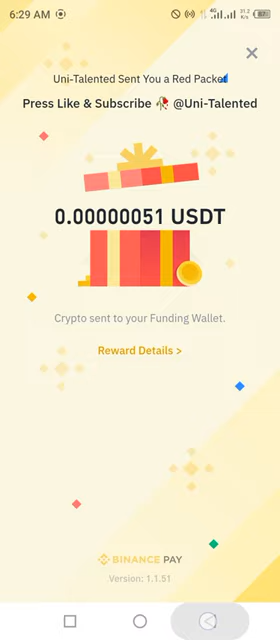 6:29 AM
Uni-Talented Sent You a Red Packet
Press Like & Subscribe 🥀 @Uni-Talented
0.00000051 USDT
Crypto sent to your Funding Wallet.
Reward Details >
BINANCE PAY
Version: 1.1.51